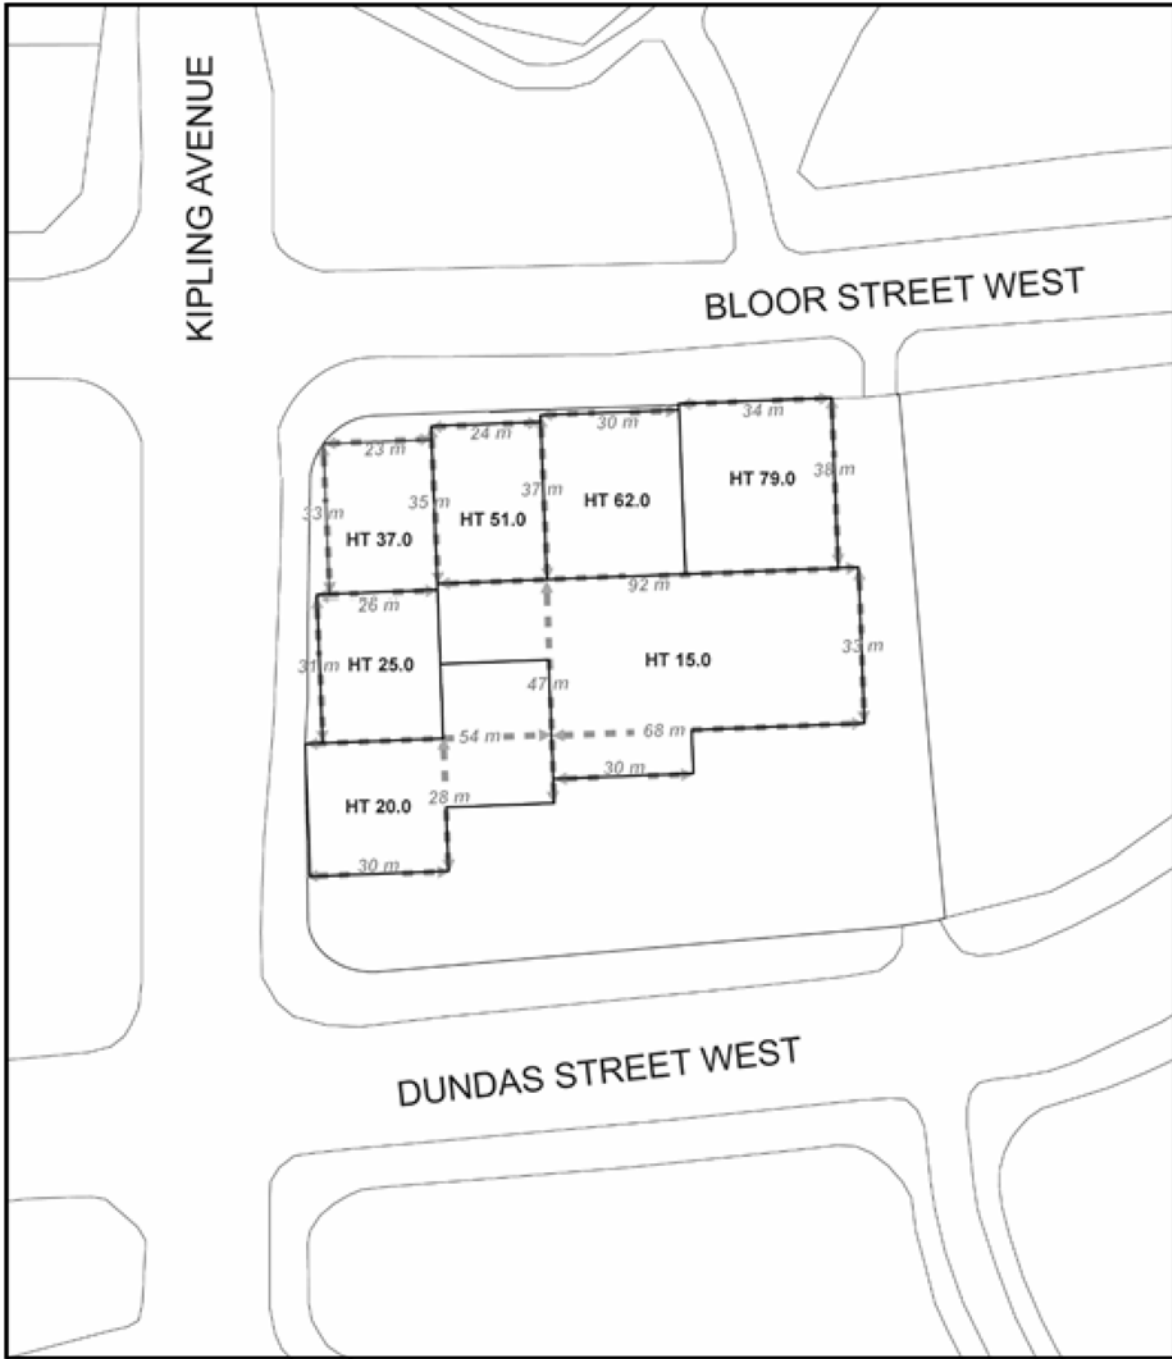 KIPLING AVENUE
BLOOR STREET WEST
34 m
30 m
24 m
23 m
38 m
HT 79.0
37 m
HT 62.0
35 m
33 m
HT 51.0
HT 37.0
92 m
26 m
33 m
HT 15.0
31 m
HT 25.0
47 m
54 m
68 m
30 m
28 m
HT 20.0
30 m
DUNDAS STREET WEST